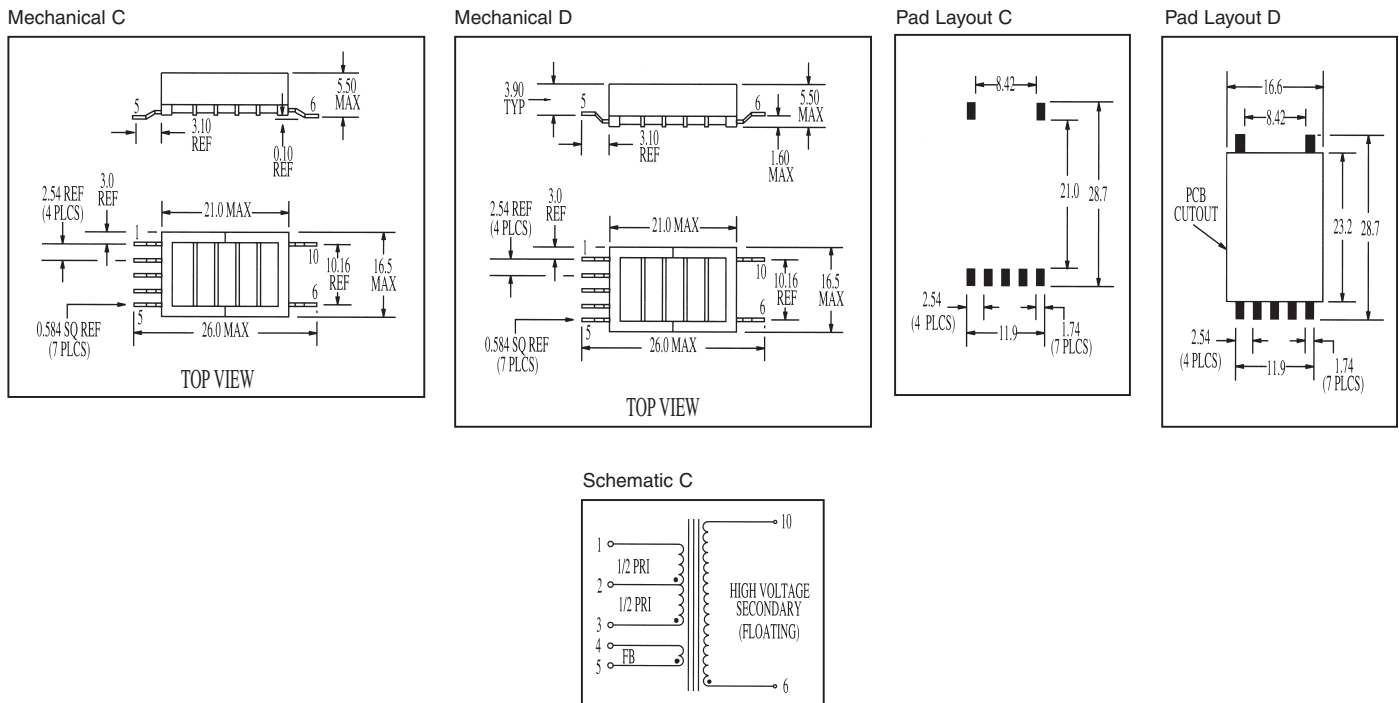 Mechanical C
5
6
5.50
MAX
3.10
REF
0.10
REF
2.54 REF
(4 PLCS)
3.0
REF
21.0 MAX
1
10
10.16
REF
16.5
MAX
6
0.584 SQ REF
(7 PLCS)
5
26.0 MAX
TOP VIEW
Mechanical D
3.90
TYP
5
6
5.50
MAX
3.10
REF
1.60
MAX
2.54 REF
(4 PLCS)
3.0
REF
21.0 MAX
1
10
10.16
REF
16.5
MAX
6
0.584 SQ REF
(7 PLCS)
5
26.0 MAX
TOP VIEW
Pad Layout C
8.42
21.0
28.7
2.54
(4 PLCS)
11.9
1.74
(7 PLCS)
Pad Layout D
16.6
8.42
PCB
CUTOUT
23.2
28.7
2.54
(4 PLCS)
11.9
1.74
(7 PLCS)
Schematic C
1
1/2 PRI
2
1/2 PRI
3
4
FB
5
10
HIGH VOLTAGE
SECONDARY
(FLOATING)
6